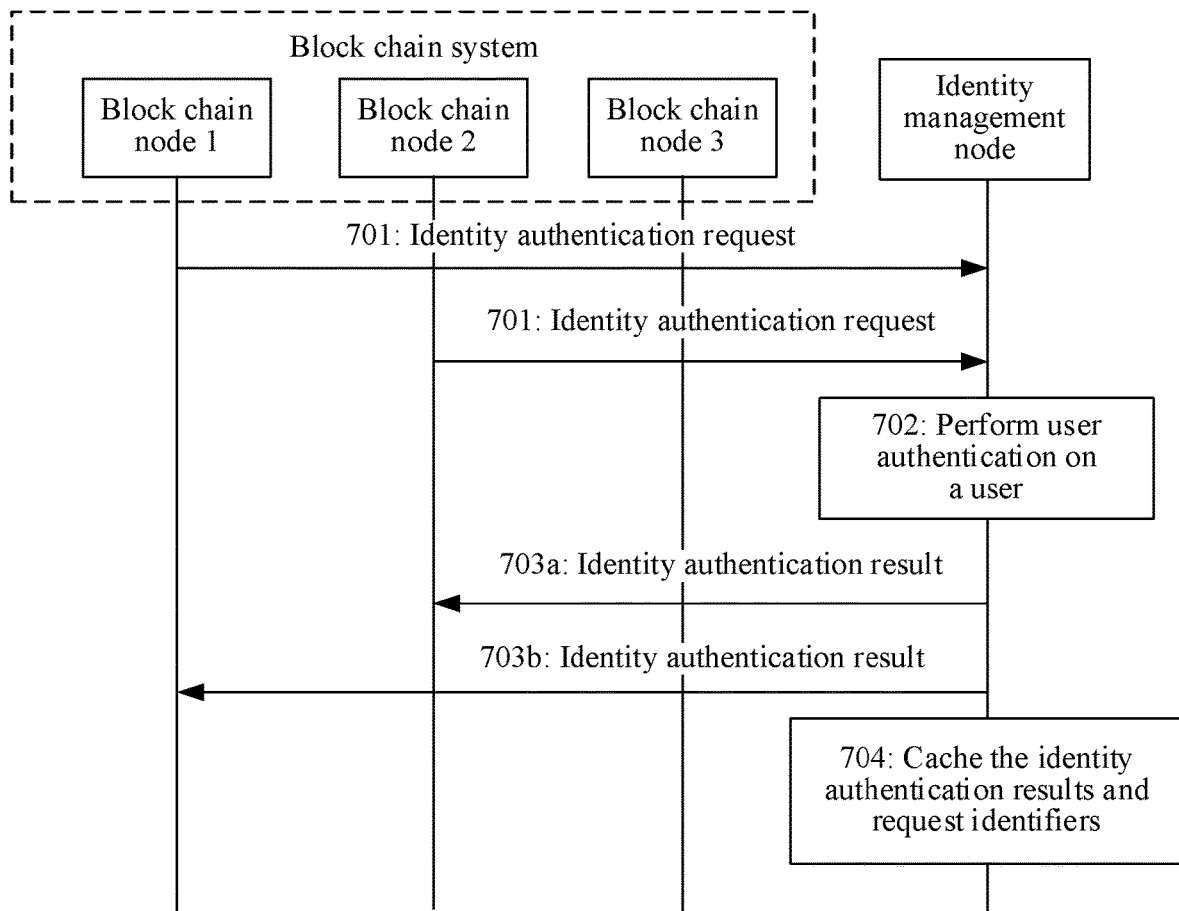 Block chain system
Block chain
node 1
Block chain
node 2
Block chain
node 3
Identity
management
node
701: Identity authentication request
701: Identity authentication request
702: Perform user
authentication on
a user
703a: Identity authentication result
703b: Identity authentication result
704: Cache the identity
authentication results and
request identifiers